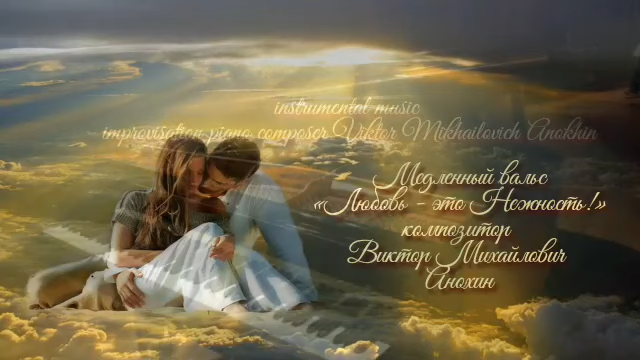 instrumental music
improvisation piano composer Viktor Mikhailovich Anokhin
Медленный вальс
«Любовь - это Нежность!»
композитор
Виктор Михайлович
Анохин